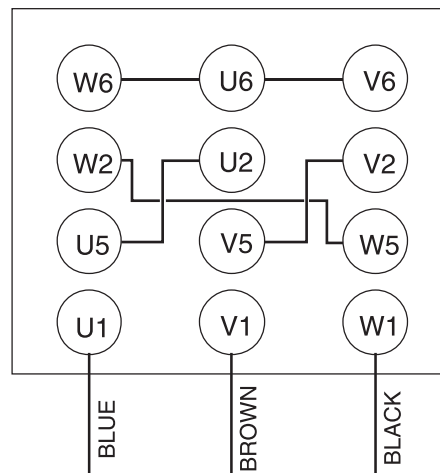 W6 U6 V6
W2 U2 V2
U5 V5 W5
U1 V1 W1
BLUE
BROWN
BLACK